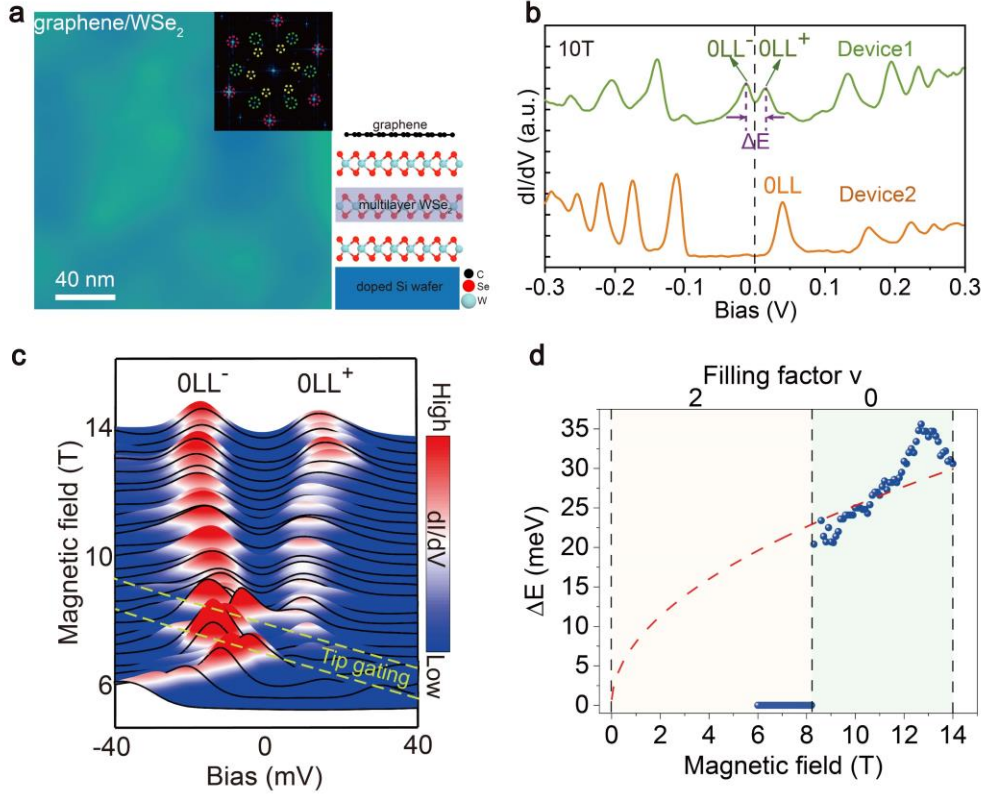 a
graphene/WSe2
40 nm
graphene
multilayer WSe2
doped Si wafer
C
Se
W
b
10T
0LL- 0LL+
Device1
ΔE
0LL
Device2
dI/dV (a.u.)
-0.3 -0.2 -0.1 0.0 0.1 0.2 0.3
Bias (V)
c
0LL- 0LL+
14
10
6
Magnetic field (T)
Tip gating
High
dI/dV
Low
-40 0 40
Bias (mV)
d
Filling factor ν
2 0
35
30
25
20
15
10
5
0
ΔE (meV)
0 2 4 6 8 10 12 14
Magnetic field (T)